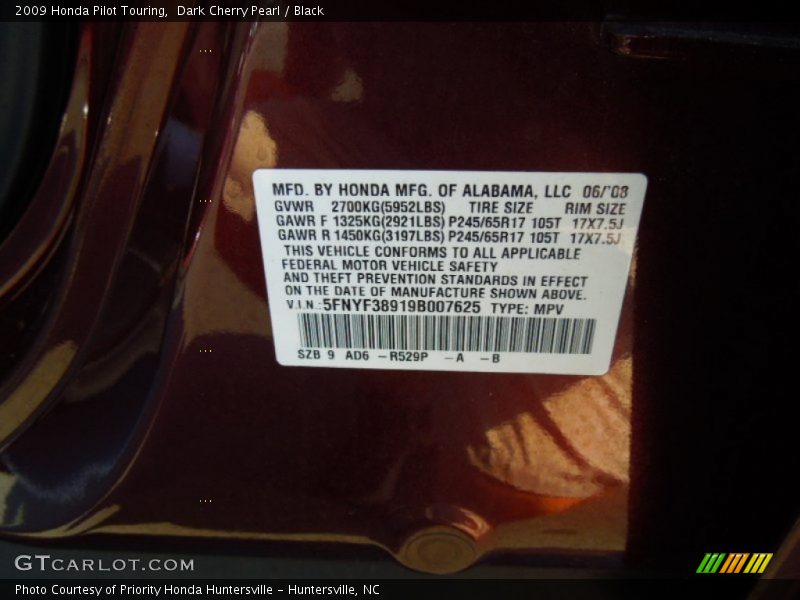 2009 Honda Pilot Touring,  Dark Cherry Pearl / Black
MFD. BY HONDA MFG. OF ALABAMA, LLC 06/'08
GVWR 2700KG(5952LBS) TIRE SIZE RIM SIZE
GAWR F 1325KG(2921LBS) P245/65R17 105T 17X7.5J
GAWR R 1450KG(3197LBS) P245/65R17 105T 17X7.5J
THIS VEHICLE CONFORMS TO ALL APPLICABLE
FEDERAL MOTOR VEHICLE SAFETY
AND THEFT PREVENTION STANDARDS IN EFFECT
ON THE DATE OF MANUFACTURE SHOWN ABOVE.
V.I.N.:5FNYF38919B007625 TYPE: MPV
SZB 9 AD6 -R529P -A -B
GTCARLOT.COM
Photo Courtesy of Priority Honda Huntersville - Huntersville, NC